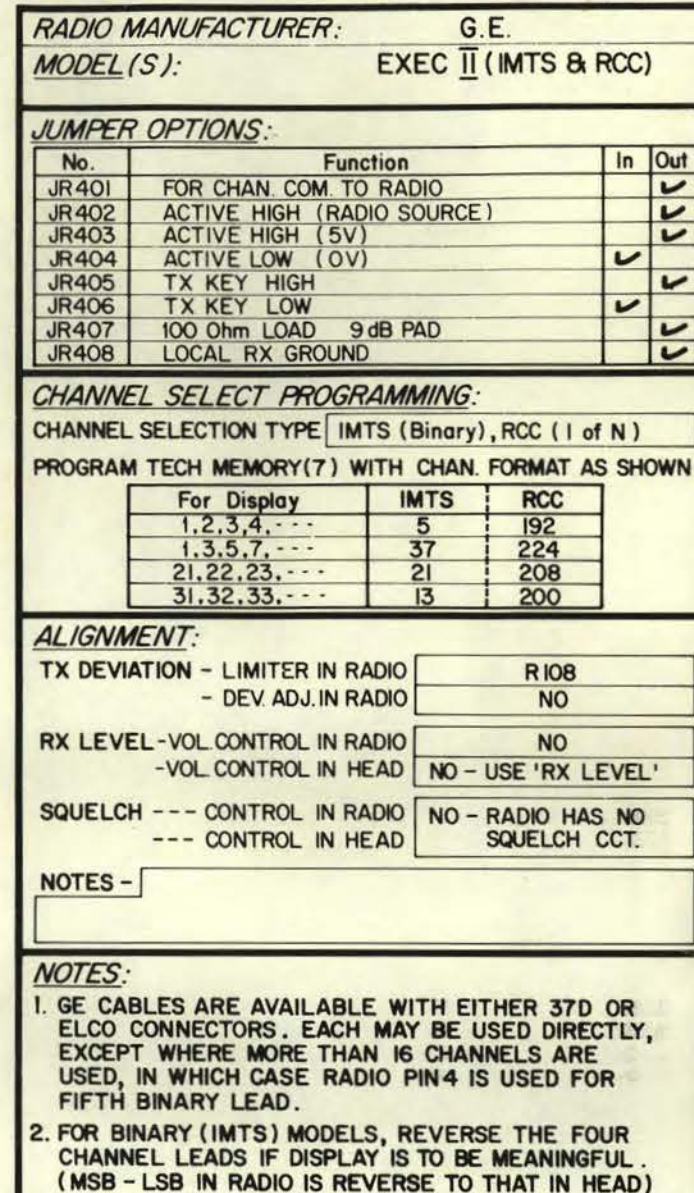 RADIO MANUFACTURER: G.E.
MODEL(S): EXEC II (IMTS & RCC)
JUMPER OPTIONS:
No. Function In Out
JR401 FOR CHAN. COM. TO RADIO ✓
JR402 ACTIVE HIGH (RADIO SOURCE) ✓
JR403 ACTIVE HIGH (5V) ✓
JR404 ACTIVE LOW (0V) ✓
JR405 TX KEY HIGH ✓
JR406 TX KEY LOW ✓
JR407 100 Ohm LOAD 9 dB PAD ✓
JR408 LOCAL RX GROUND ✓
CHANNEL SELECT PROGRAMMING:
CHANNEL SELECTION TYPE IMTS (Binary), RCC (1 of N)
PROGRAM TECH MEMORY(7) WITH CHAN. FORMAT AS SHOWN
For Display IMTS RCC
1,2,3,4,--- 5 192
1,3,5,7,--- 37 224
21,22,23,--- 21 208
31,32,33,--- 13 200
ALIGNMENT:
TX DEVIATION - LIMITER IN RADIO R108
- DEV. ADJ. IN RADIO NO
RX LEVEL -VOL. CONTROL IN RADIO NO
-VOL. CONTROL IN HEAD NO - USE 'RX LEVEL'
SQUELCH --- CONTROL IN RADIO NO - RADIO HAS NO
--- CONTROL IN HEAD SQUELCH CCT.
NOTES -
NOTES:
1. GE CABLES ARE AVAILABLE WITH EITHER 37D OR
ELCO CONNECTORS. EACH MAY BE USED DIRECTLY,
EXCEPT WHERE MORE THAN 16 CHANNELS ARE
USED, IN WHICH CASE RADIO PIN 4 IS USED FOR
FIFTH BINARY LEAD.
2. FOR BINARY (IMTS) MODELS, REVERSE THE FOUR
CHANNEL LEADS IF DISPLAY IS TO BE MEANINGFUL.
(MSB - LSB IN RADIO IS REVERSE TO THAT IN HEAD)